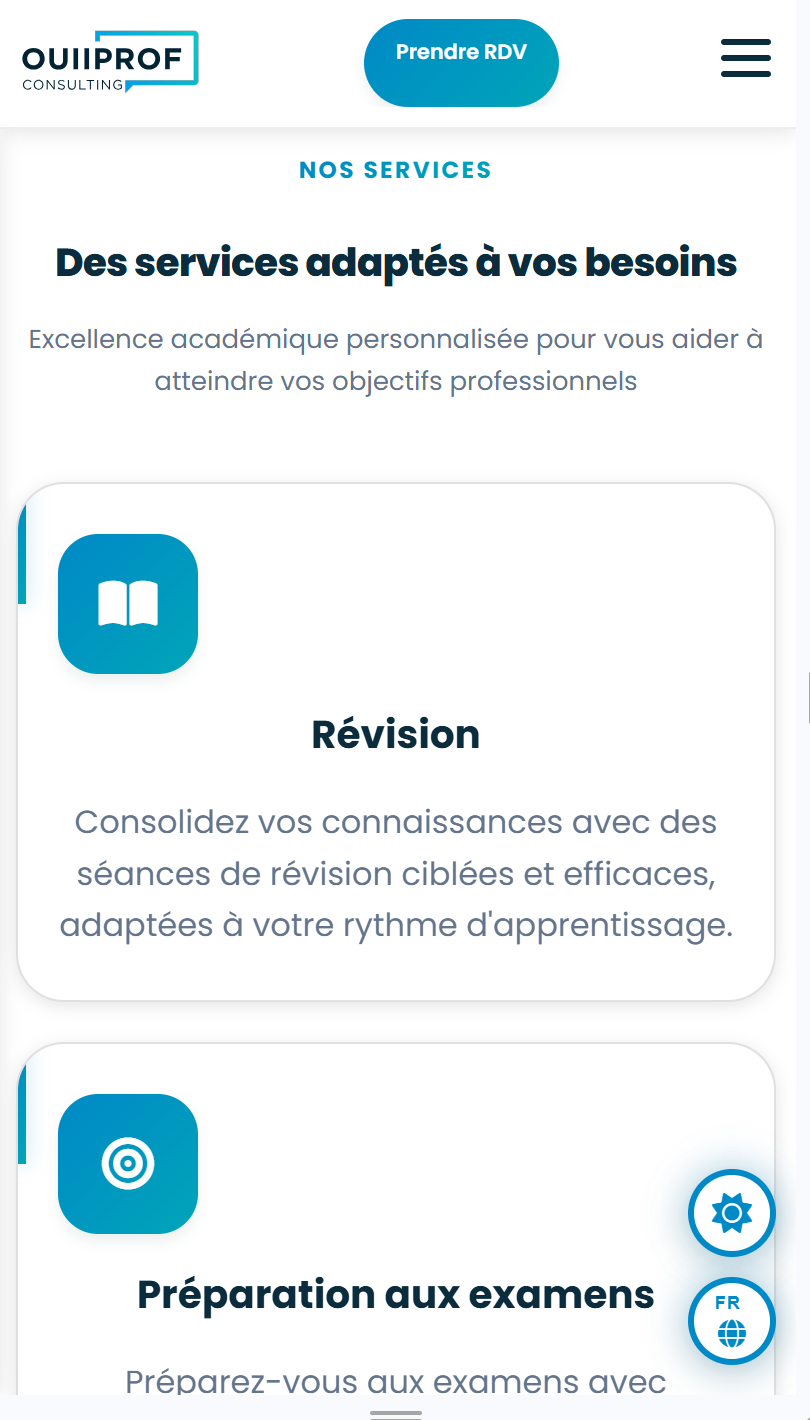 OUIIPROF
CONSULTING
Prendre RDV
NOS SERVICES
Des services adaptés à vos besoins
Excellence académique personnalisée pour vous aider à
atteindre vos objectifs professionnels
Révision
Consolidez vos connaissances avec des
séances de révision ciblées et efficaces,
adaptées à votre rythme d'apprentissage.
FR
Préparation aux examens
Préparez-vous aux examens avec